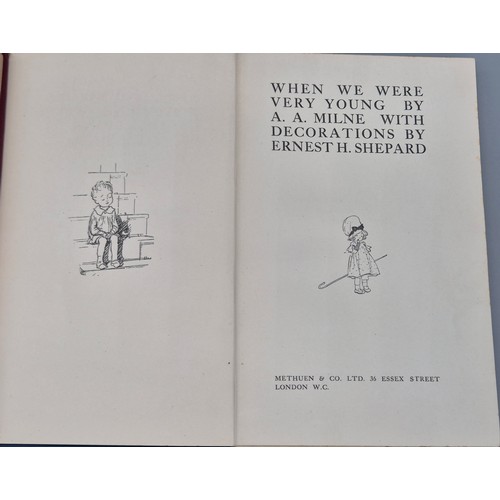 WHEN WE WERE
VERY YOUNG BY
A. A. MILNE WITH
DECORATIONS BY
ERNEST H. SHEPARD
METHUEN & CO. LTD. 36 ESSEX STREET
LONDON W.C.